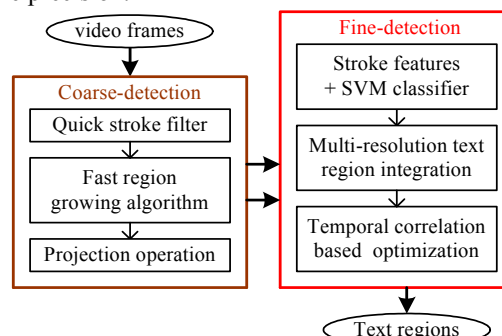 video frames
Coarse-detection
Quick stroke filter
Fast region
growing algorithm
Projection operation
Fine-detection
Stroke features
+ SVM classifier
Multi-resolution text
region integration
Temporal correlation
based optimization
Text regions